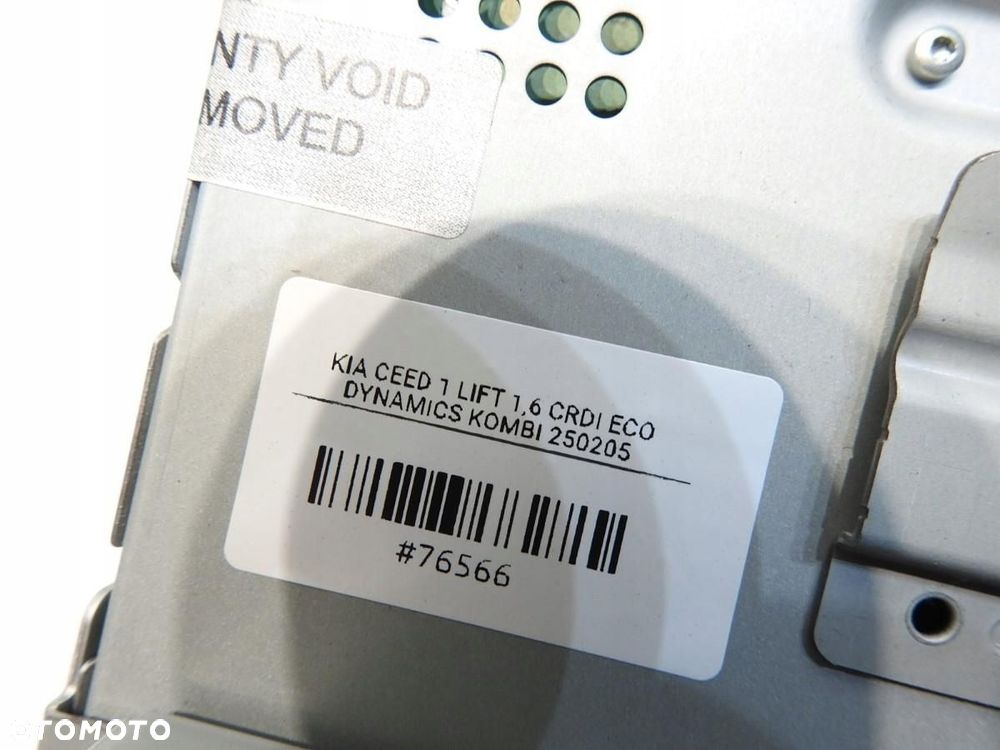 NTY VOID
MOVED
KIA CEED 1 LIFT 1,6 CRDI ECO
DYNAMICS KOMBI 250205
#76566
OTOMOTO